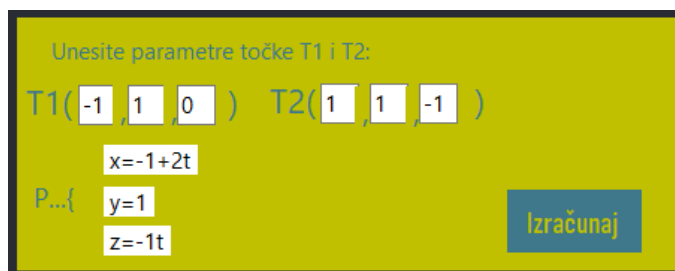 Unesite parametre točke T1 i T2:
T1( -1 , 1 , 0 ) T2( 1 , 1 , -1 )
x=-1+2t
P...{ y=1
z=-1t
Izračunaj